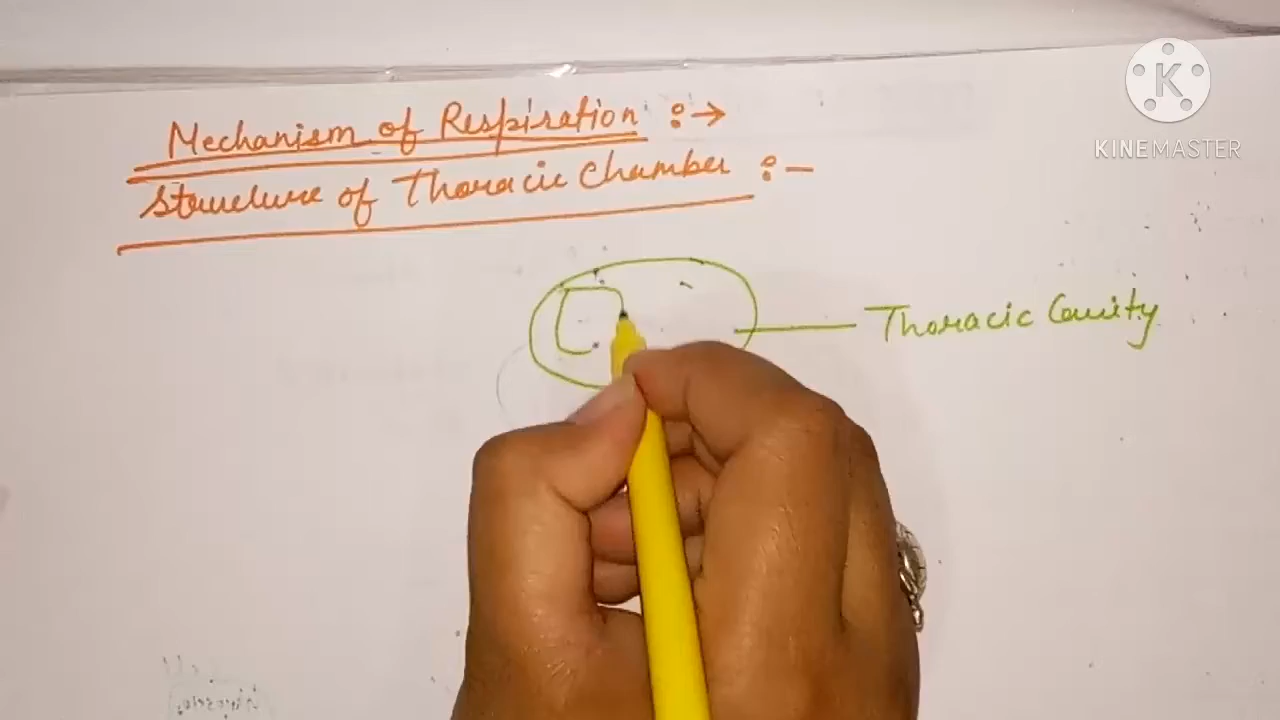 Mechanism of Respiration :→
Structure of Thoracic Chamber :-
Thoracic Cavity
K
KINEMASTER